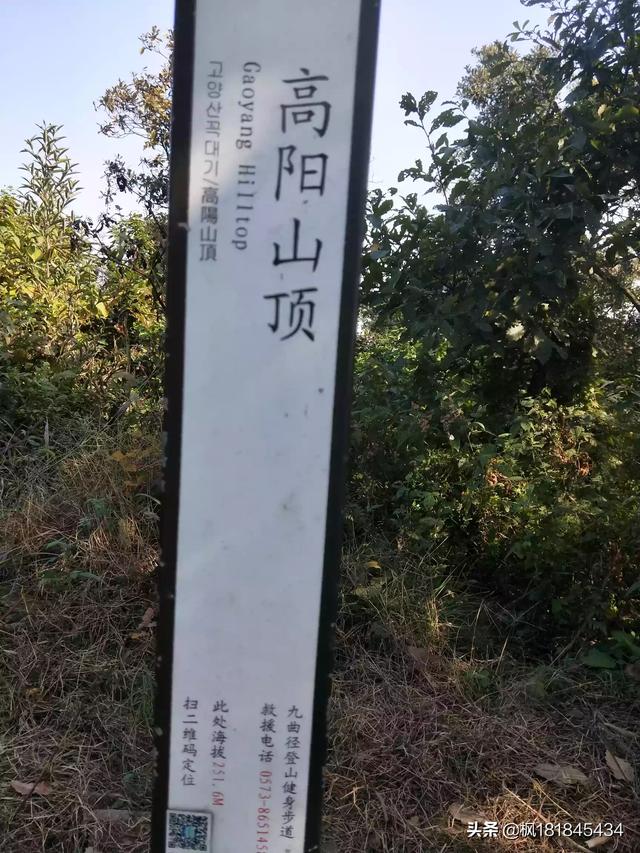 高阳山顶
Gaoyang Hilltop
고양산꼭대기 / 高陽山頂
九曲径登山健身步道
救援电话 0573-865145
此处海拔251.6M
扫二维码定位
头条 @枫181845434